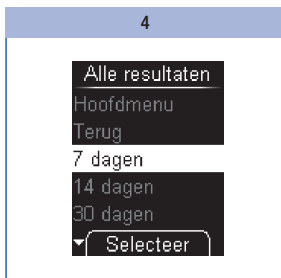 4
Alle resultaten
Hoofdmenu
Terug
7 dagen
14 dagen
30 dagen
Selecteer